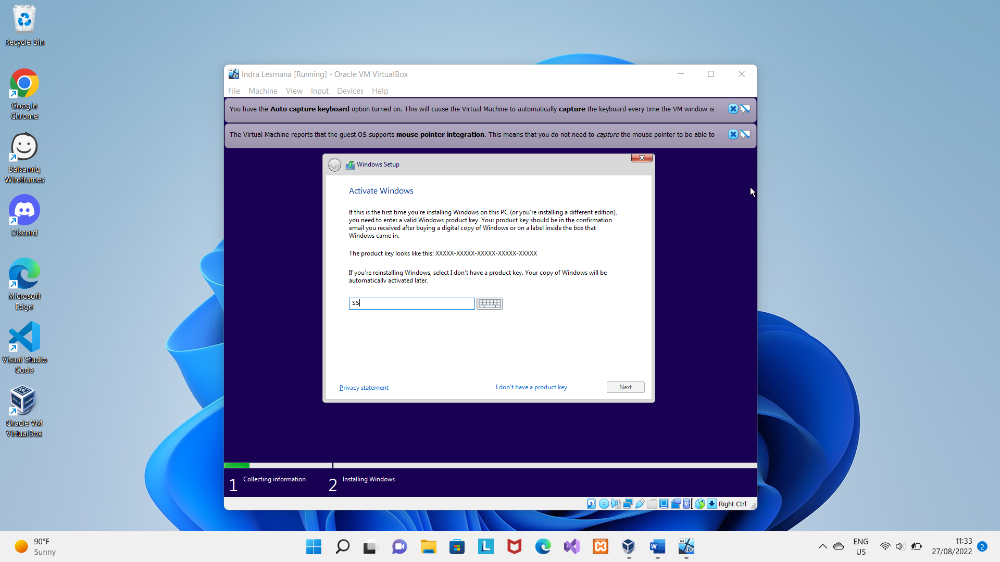 Recycle Bin
Google
Chrome
Balsamiq
Wireframes
Discord
Microsoft
Edge
Visual Studio
Code
Oracle VM
VirtualBox
Indra Lesmana [Running] - Oracle VM VirtualBox
File Machine View Input Devices Help
You have the Auto capture keyboard option turned on. This will cause the Virtual Machine to automatically capture the keyboard every time the VM window is
The Virtual Machine reports that the guest OS supports mouse pointer integration. This means that you do not need to capture the mouse pointer to be able to
Windows Setup
Activate Windows
If this is the first time you're installing Windows on this PC (or you're installing a different edition),
you need to enter a valid Windows product key. Your product key should be in the confirmation
email you received after buying a digital copy of Windows or on a label inside the box that
Windows came in.
The product key looks like this: XXXXX-XXXXX-XXXXX-XXXXX-XXXXX
If you're reinstalling Windows, select I don't have a product key. Your copy of Windows will be
automatically activated later.
SS
Privacy statement I don't have a product key Next
1 Collecting information 2 Installing Windows
Right Ctrl
90°F
Sunny
ENG
US
11:33
27/08/2022
2